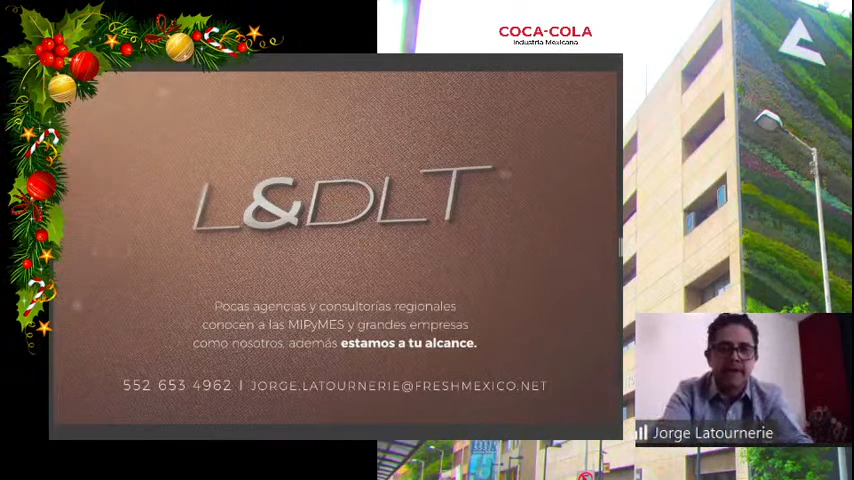 COCA-COLA
Industria Mexicana
L&DLT
Pocas agencias y consultorías regionales
conocen a las MIPyMES y grandes empresas
como nosotros, además estamos a tu alcance.
552 653 4962 | JORGE.LATOURNERIE@FRESHMEXICO.NET
Jorge Latournerie